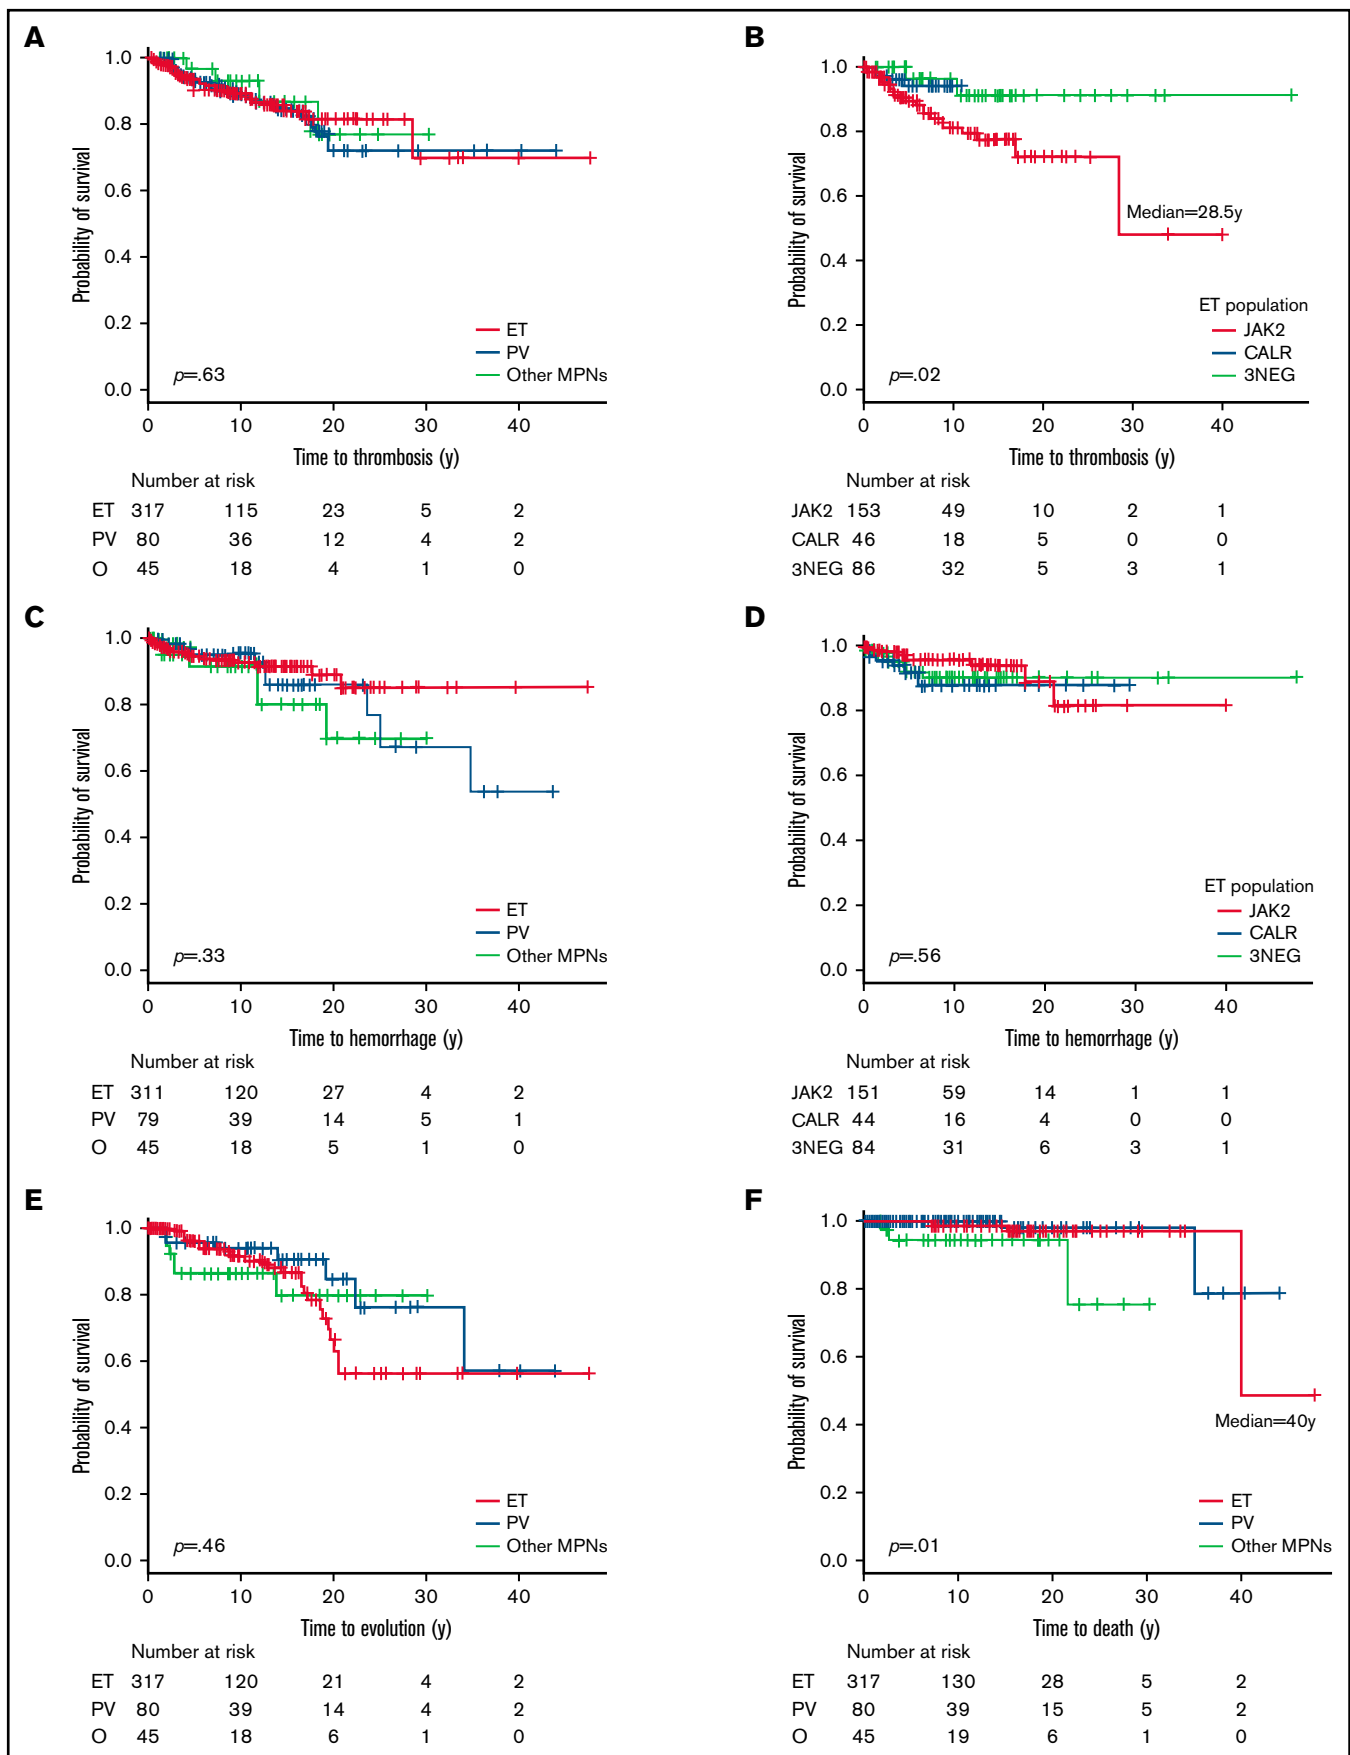 A
Probability of survival
1.0
0.8
0.6
0.4
0.2
0.0
ET
PV
Other MPNs
p=.63
0 10 20 30 40
Time to thrombosis (y)
Number at risk
ET 317 115 23 5 2
PV 80 36 12 4 2
O 45 18 4 1 0
B
Probability of survival
1.0
0.8
0.6
0.4
0.2
0.0
Median=28.5y
ET population
JAK2
CALR
3NEG
p=.02
0 10 20 30 40
Time to thrombosis (y)
Number at risk
JAK2 153 49 10 2 1
CALR 46 18 5 0 0
3NEG 86 32 5 3 1
C
Probability of survival
1.0
0.8
0.6
0.4
0.2
0.0
ET
PV
Other MPNs
p=.33
0 10 20 30 40
Time to hemorrhage (y)
Number at risk
ET 311 120 27 4 2
PV 79 39 14 5 1
O 45 18 5 1 0
D
Probability of survival
1.0
0.8
0.6
0.4
0.2
0.0
ET population
JAK2
CALR
3NEG
p=.56
0 10 20 30 40
Time to hemorrhage (y)
Number at risk
JAK2 151 59 14 1 1
CALR 44 16 4 0 0
3NEG 84 31 6 3 1
E
Probability of survival
1.0
0.8
0.6
0.4
0.2
0.0
ET
PV
Other MPNs
p=.46
0 10 20 30 40
Time to evolution (y)
Number at risk
ET 317 120 21 4 2
PV 80 39 14 4 2
O 45 18 6 1 0
F
Probability of survival
1.0
0.8
0.6
0.4
0.2
0.0
Median=40y
ET
PV
Other MPNs
p=.01
0 10 20 30 40
Time to death (y)
Number at risk
ET 317 130 28 5 2
PV 80 39 15 5 2
O 45 19 6 1 0